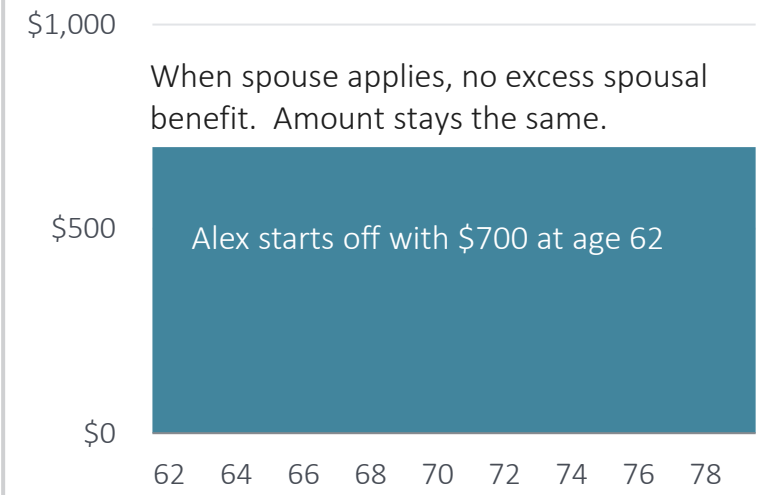 $1,000
When spouse applies, no excess spousal
benefit.  Amount stays the same.
$500
Alex starts off with $700 at age 62
$0
62 64 66 68 70 72 74 76 78